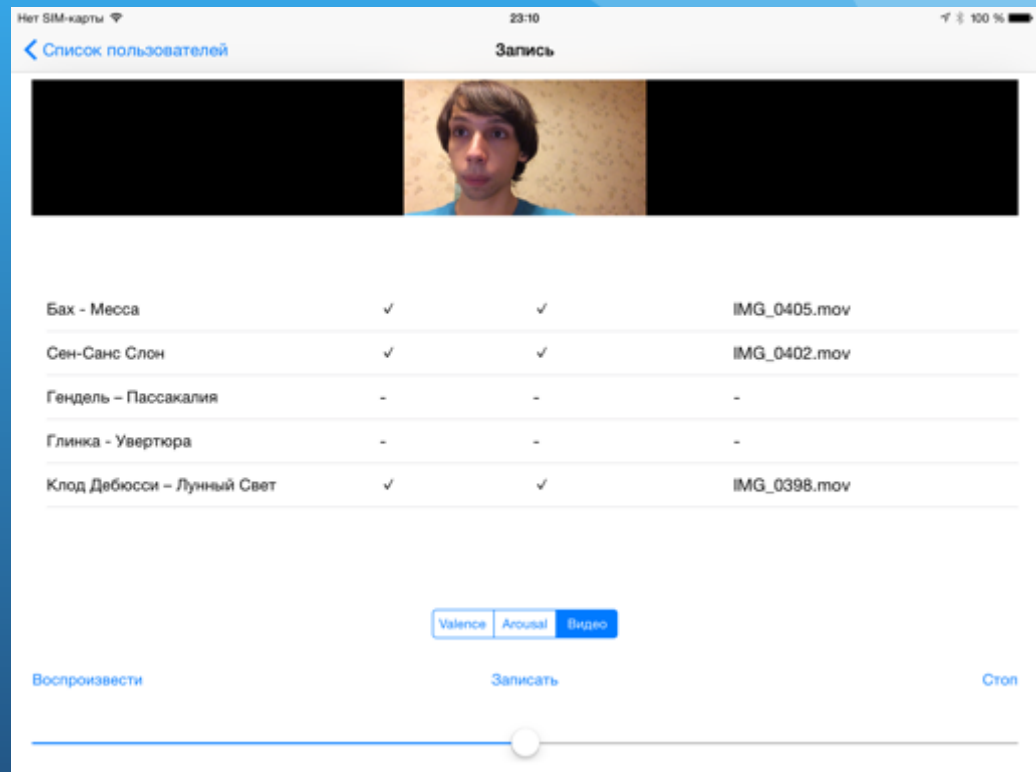 Нет SIM-карты 23:10 100 %
Список пользователей Запись
Бах - Месса ✓ ✓ IMG_0405.mov
Сен-Санс Слон ✓ ✓ IMG_0402.mov
Гендель – Пассакалия - - -
Глинка - Увертюра - - -
Клод Дебюсси – Лунный Свет ✓ ✓ IMG_0398.mov
Valence Arousal Видео
Воспроизвести Записать Стоп